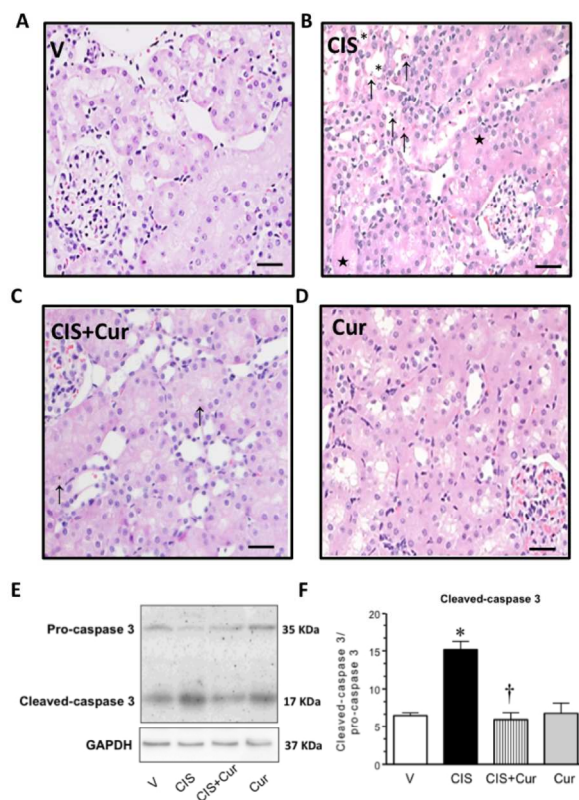 A
B
V
CIS*
*
C
D
CIS+Cur
Cur
E
F
Pro-caspase 3
35 KDa
Cleaved-caspase 3
17 KDa
GAPDH
37 KDa
V
CIS
CIS+Cur
Cur
Cleaved-caspase 3
Cleaved-caspase 3/
pro-caspase 3
20
15
10
5
0
*
†
V
CIS
CIS+Cur
Cur